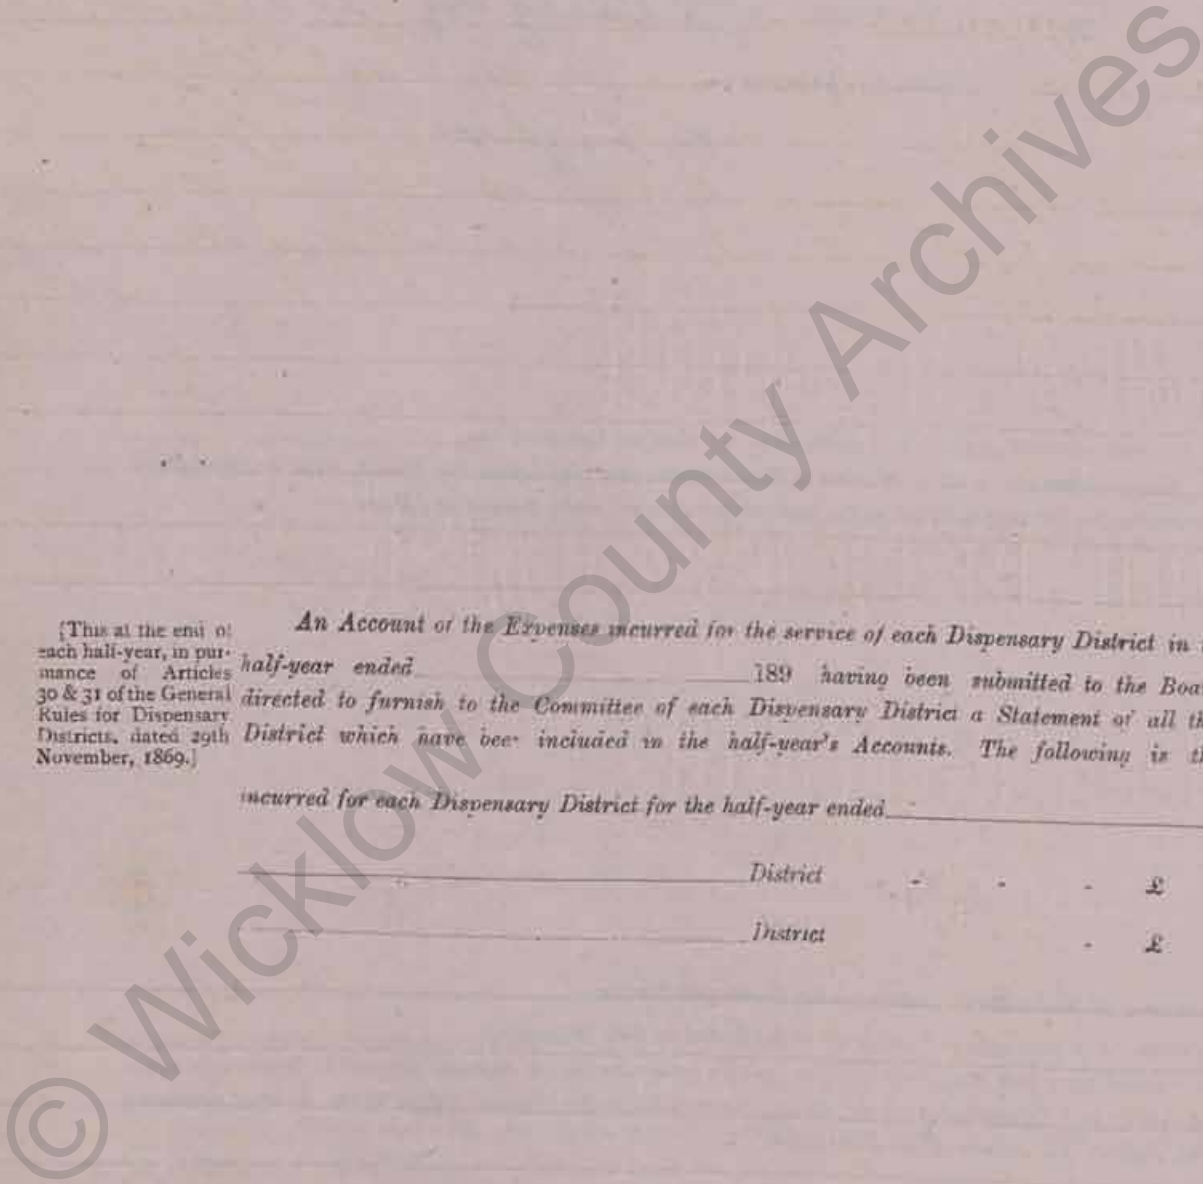 [This at the end of
each half-year, in pur-
suance of Articles
30 & 31 of the General
Rules for Dispensary
Districts, dated 29th
November, 1869.]
An Account of the Expenses incurred for the service of each Dispensary District in
half-year ended 189 having been submitted to the Boa
directed to furnish to the Committee of each Dispensary District a Statement of all th
District which have been included in the half-year's Accounts. The following is th
incurred for each Dispensary District for the half-year ended
District - - - £
District - £
© Wicklow County Archives